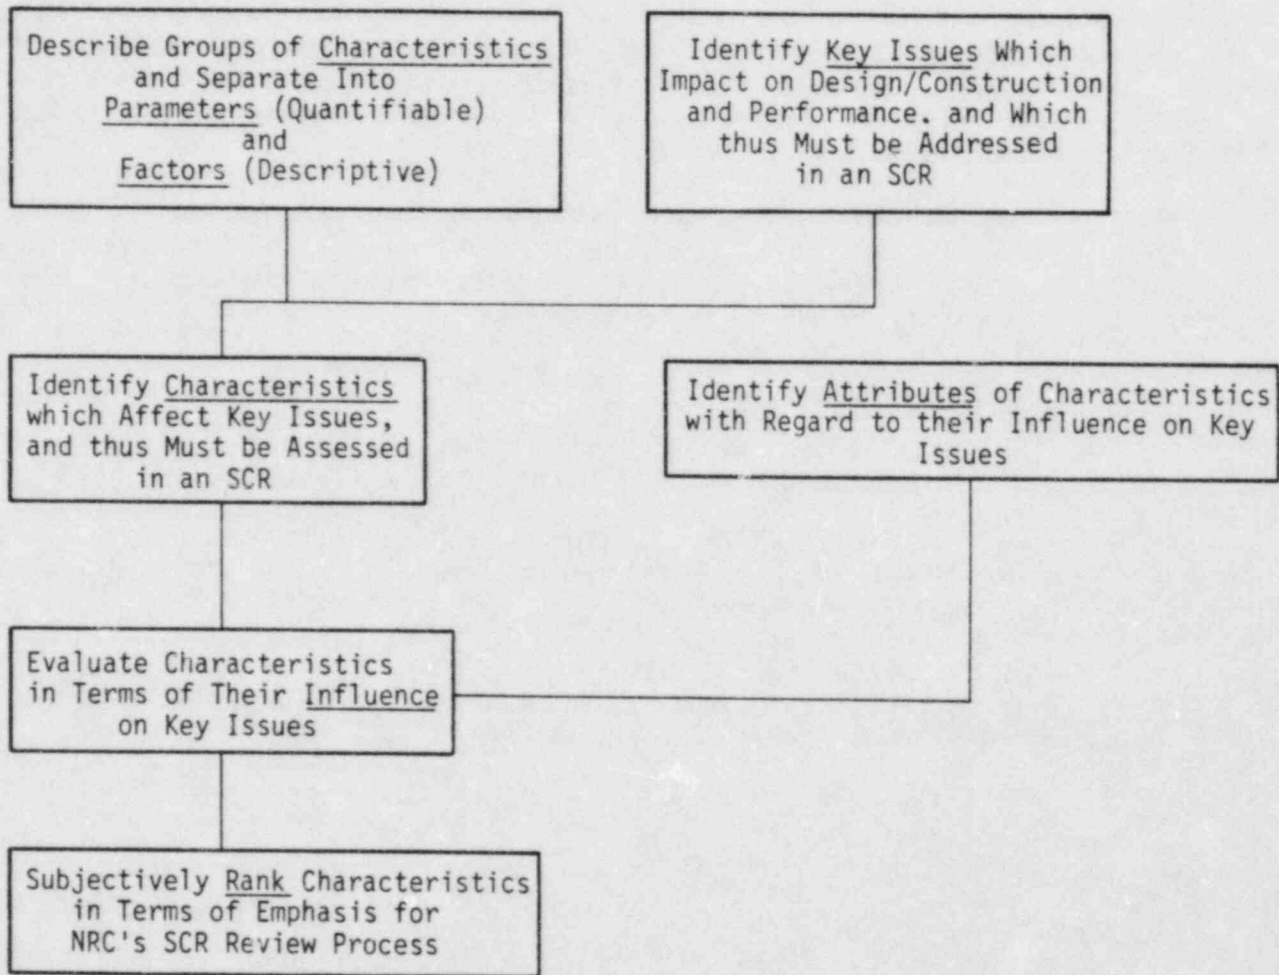 Describe Groups of Characteristics
and Separate Into
Parameters (Quantifiable)
and
Factors (Descriptive)
Identify Key Issues Which
Impact on Design/Construction
and Performance. and Which
thus Must be Addressed
in an SCR
Identify Characteristics
which Affect Key Issues,
and thus Must be Assessed
in an SCR
Identify Attributes of Characteristics
with Regard to their Influence on Key
Issues
Evaluate Characteristics
in Terms of Their Influence
on Key Issues
Subjectively Rank Characteristics
in Terms of Emphasis for
NRC's SCR Review Process